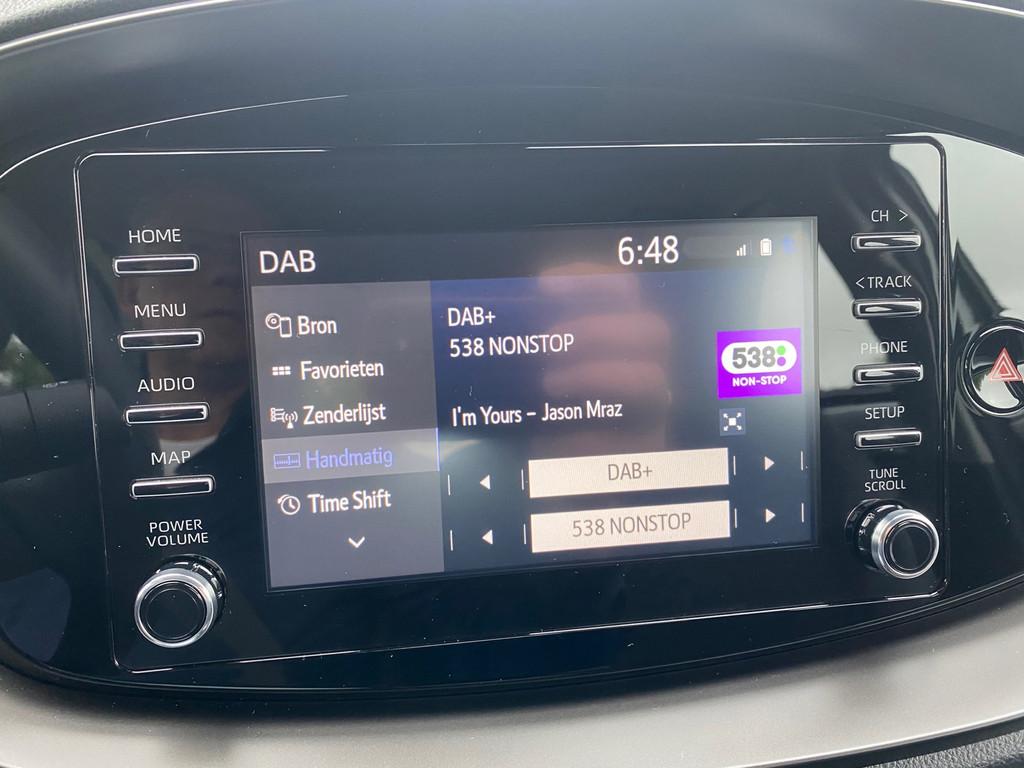 HOME
MENU
AUDIO
MAP
POWER
VOLUME
DAB
6:48
Bron
Favorieten
Zenderlijst
Handmatig
Time Shift
DAB+
538 NONSTOP
538
NON-STOP
I'm Yours – Jason Mraz
DAB+
538 NONSTOP
CH >
< TRACK
PHONE
SETUP
TUNE
SCROLL